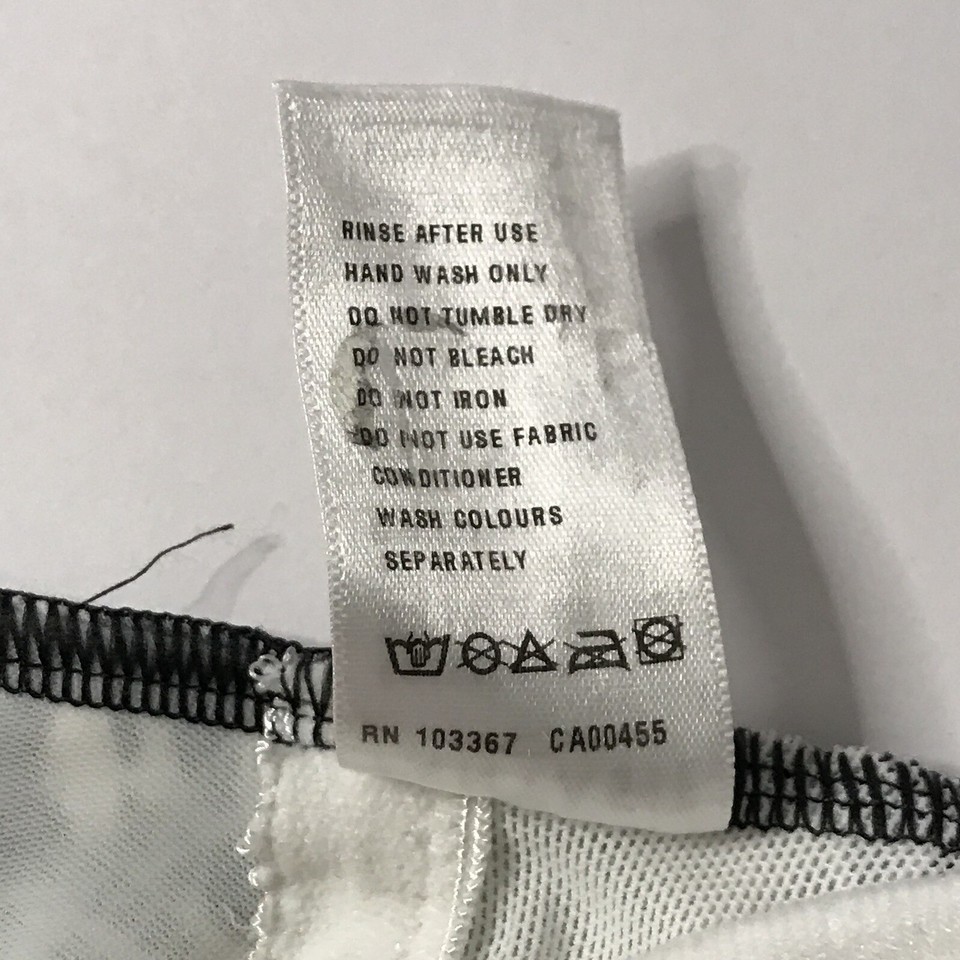 RINSE AFTER USE
HAND WASH ONLY
DO NOT TUMBLE DRY
DO NOT BLEACH
DO NOT IRON
DO NOT USE FABRIC
CONDITIONER
WASH COLOURS
SEPARATELY
RN 103367 CA00455